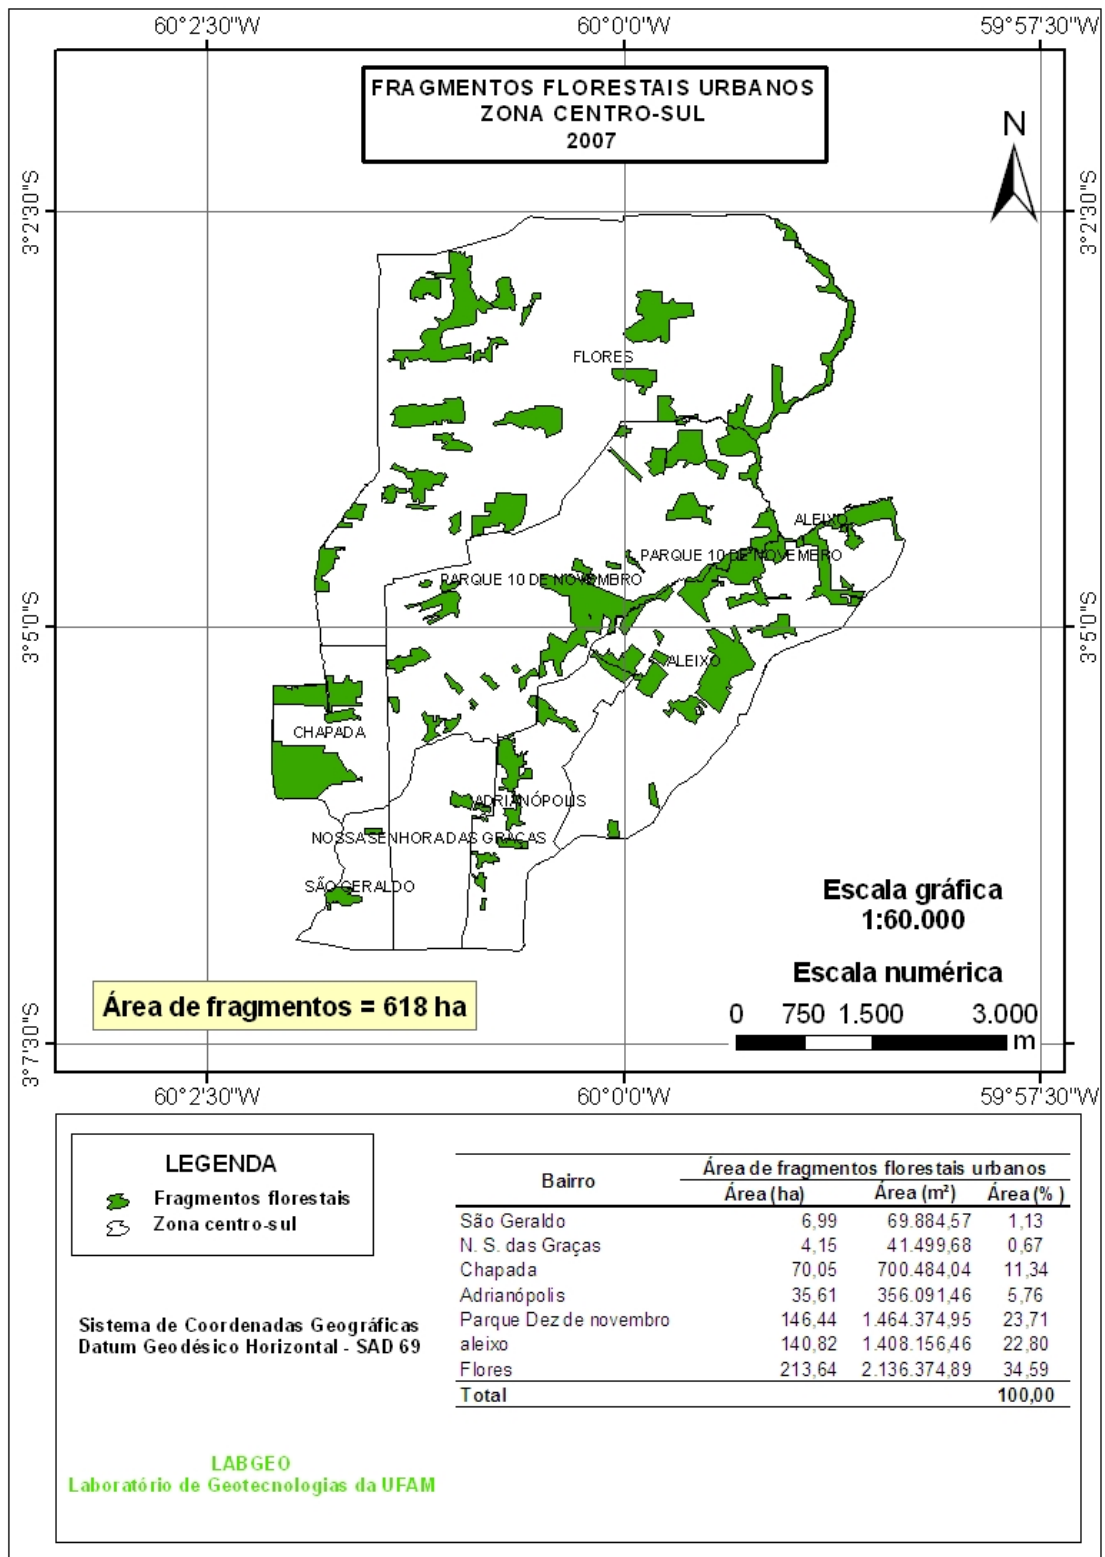 60°2'30"W 60°0'0"W 59°57'30"W
FRAGMENTOS FLORESTAIS URBANOS
ZONA CENTRO-SUL
2007
N
3°2'30"S 3°2'30"S
FLORES
ALEIXO
PARQUE 10 DE NOVEMBRO
PARQUE 10 DE NOVEMBRO
3°5'0"S 3°5'0"S
ALEIXO
CHAPADA
ADRIANÓPOLIS
NOSSA SENHORA DAS GRAÇAS
SÃO GERALDO
Escala gráfica
1:60.000
Escala numérica
Área de fragmentos = 618 ha
0 750 1.500 3.000
m
3°7'30"S 3°7'30"S
60°2'30"W 60°0'0"W 59°57'30"W
LEGENDA
Fragmentos florestais
Zona centro-sul
Sistema de Coordenadas Geográficas
Datum Geodésico Horizontal - SAD 69
LABGEO
Laboratório de Geotecnologias da UFAM
Bairro Área de fragmentos florestais urbanos
Área (ha) Área (m²) Área (% )
São Geraldo 6,99 69.884,57 1,13
N. S. das Graças 4,15 41.499,68 0,67
Chapada 70,05 700.484,04 11,34
Adrianópolis 35,61 356.091,46 5,76
Parque Dez de novembro 146,44 1.464.374,95 23,71
aleixo 140,82 1.408.156,46 22,80
Flores 213,64 2.136.374,89 34,59
Total 100,00